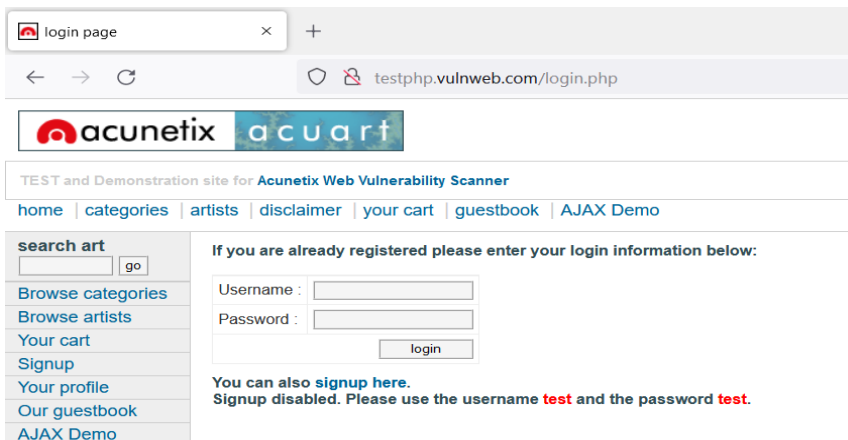 login page
testphp.vulnweb.com/login.php
acunetix acuart
TEST and Demonstration site for Acunetix Web Vulnerability Scanner
home | categories | artists | disclaimer | your cart | guestbook | AJAX Demo
search art
go
Browse categories
Browse artists
Your cart
Signup
Your profile
Our guestbook
AJAX Demo
If you are already registered please enter your login information below:
Username :
Password :
login
You can also signup here.
Signup disabled. Please use the username test and the password test.